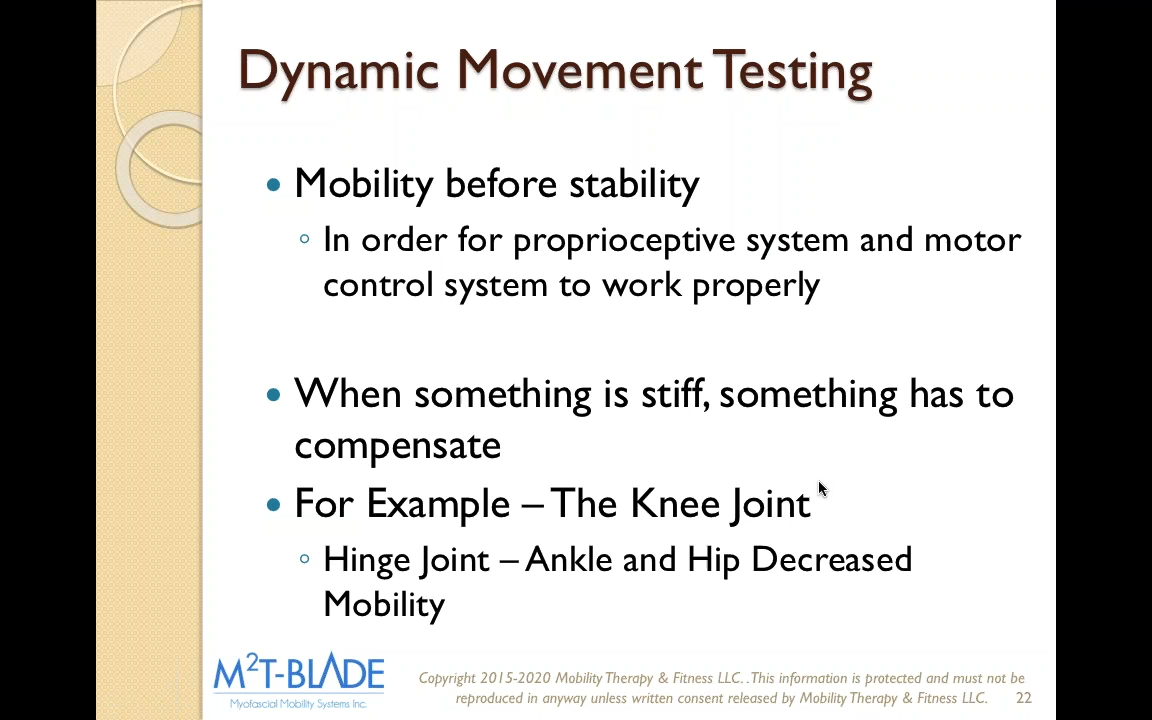 Dynamic Movement Testing
Mobility before stability
In order for proprioceptive system and motor
control system to work properly
When something is stiff, something has to
compensate
For Example – The Knee Joint
Hinge Joint – Ankle and Hip Decreased
Mobility
M²T-BLADE
Myofascial Mobility Systems Inc.
Copyright 2015-2020 Mobility Therapy & Fitness LLC. . This information is protected and must not be
reproduced in anyway unless written consent released by Mobility Therapy & Fitness LLC.
22